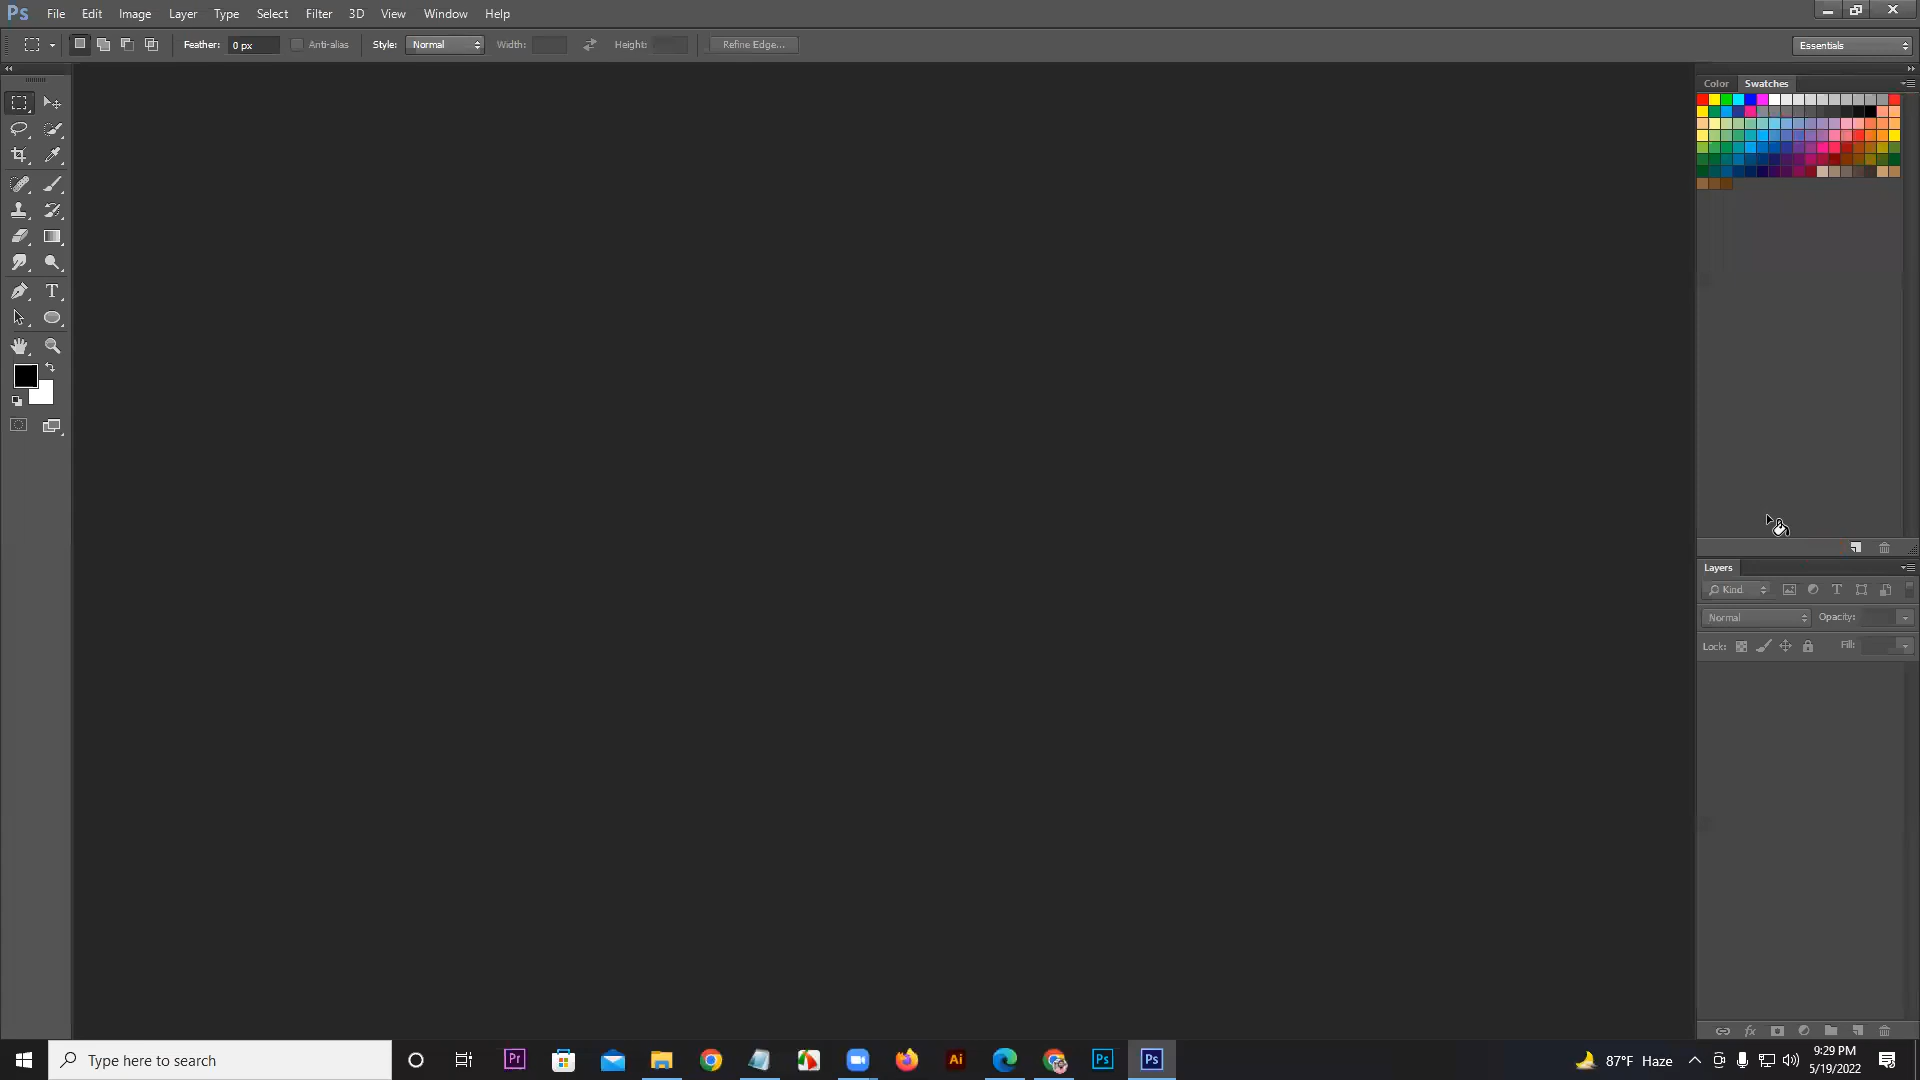 Ps File Edit Image Layer Type Select Filter 3D View Window Help
Feather: 0 px Anti-alias Style: Normal Width: Height: Refine Edge... Essentials
Color Swatches
T
Layers
Kind T
Normal Opacity:
Lock: Fill:
fx
Type here to search Pr Ai Ps Ps 87°F Haze 9:29 PM
5/19/2022